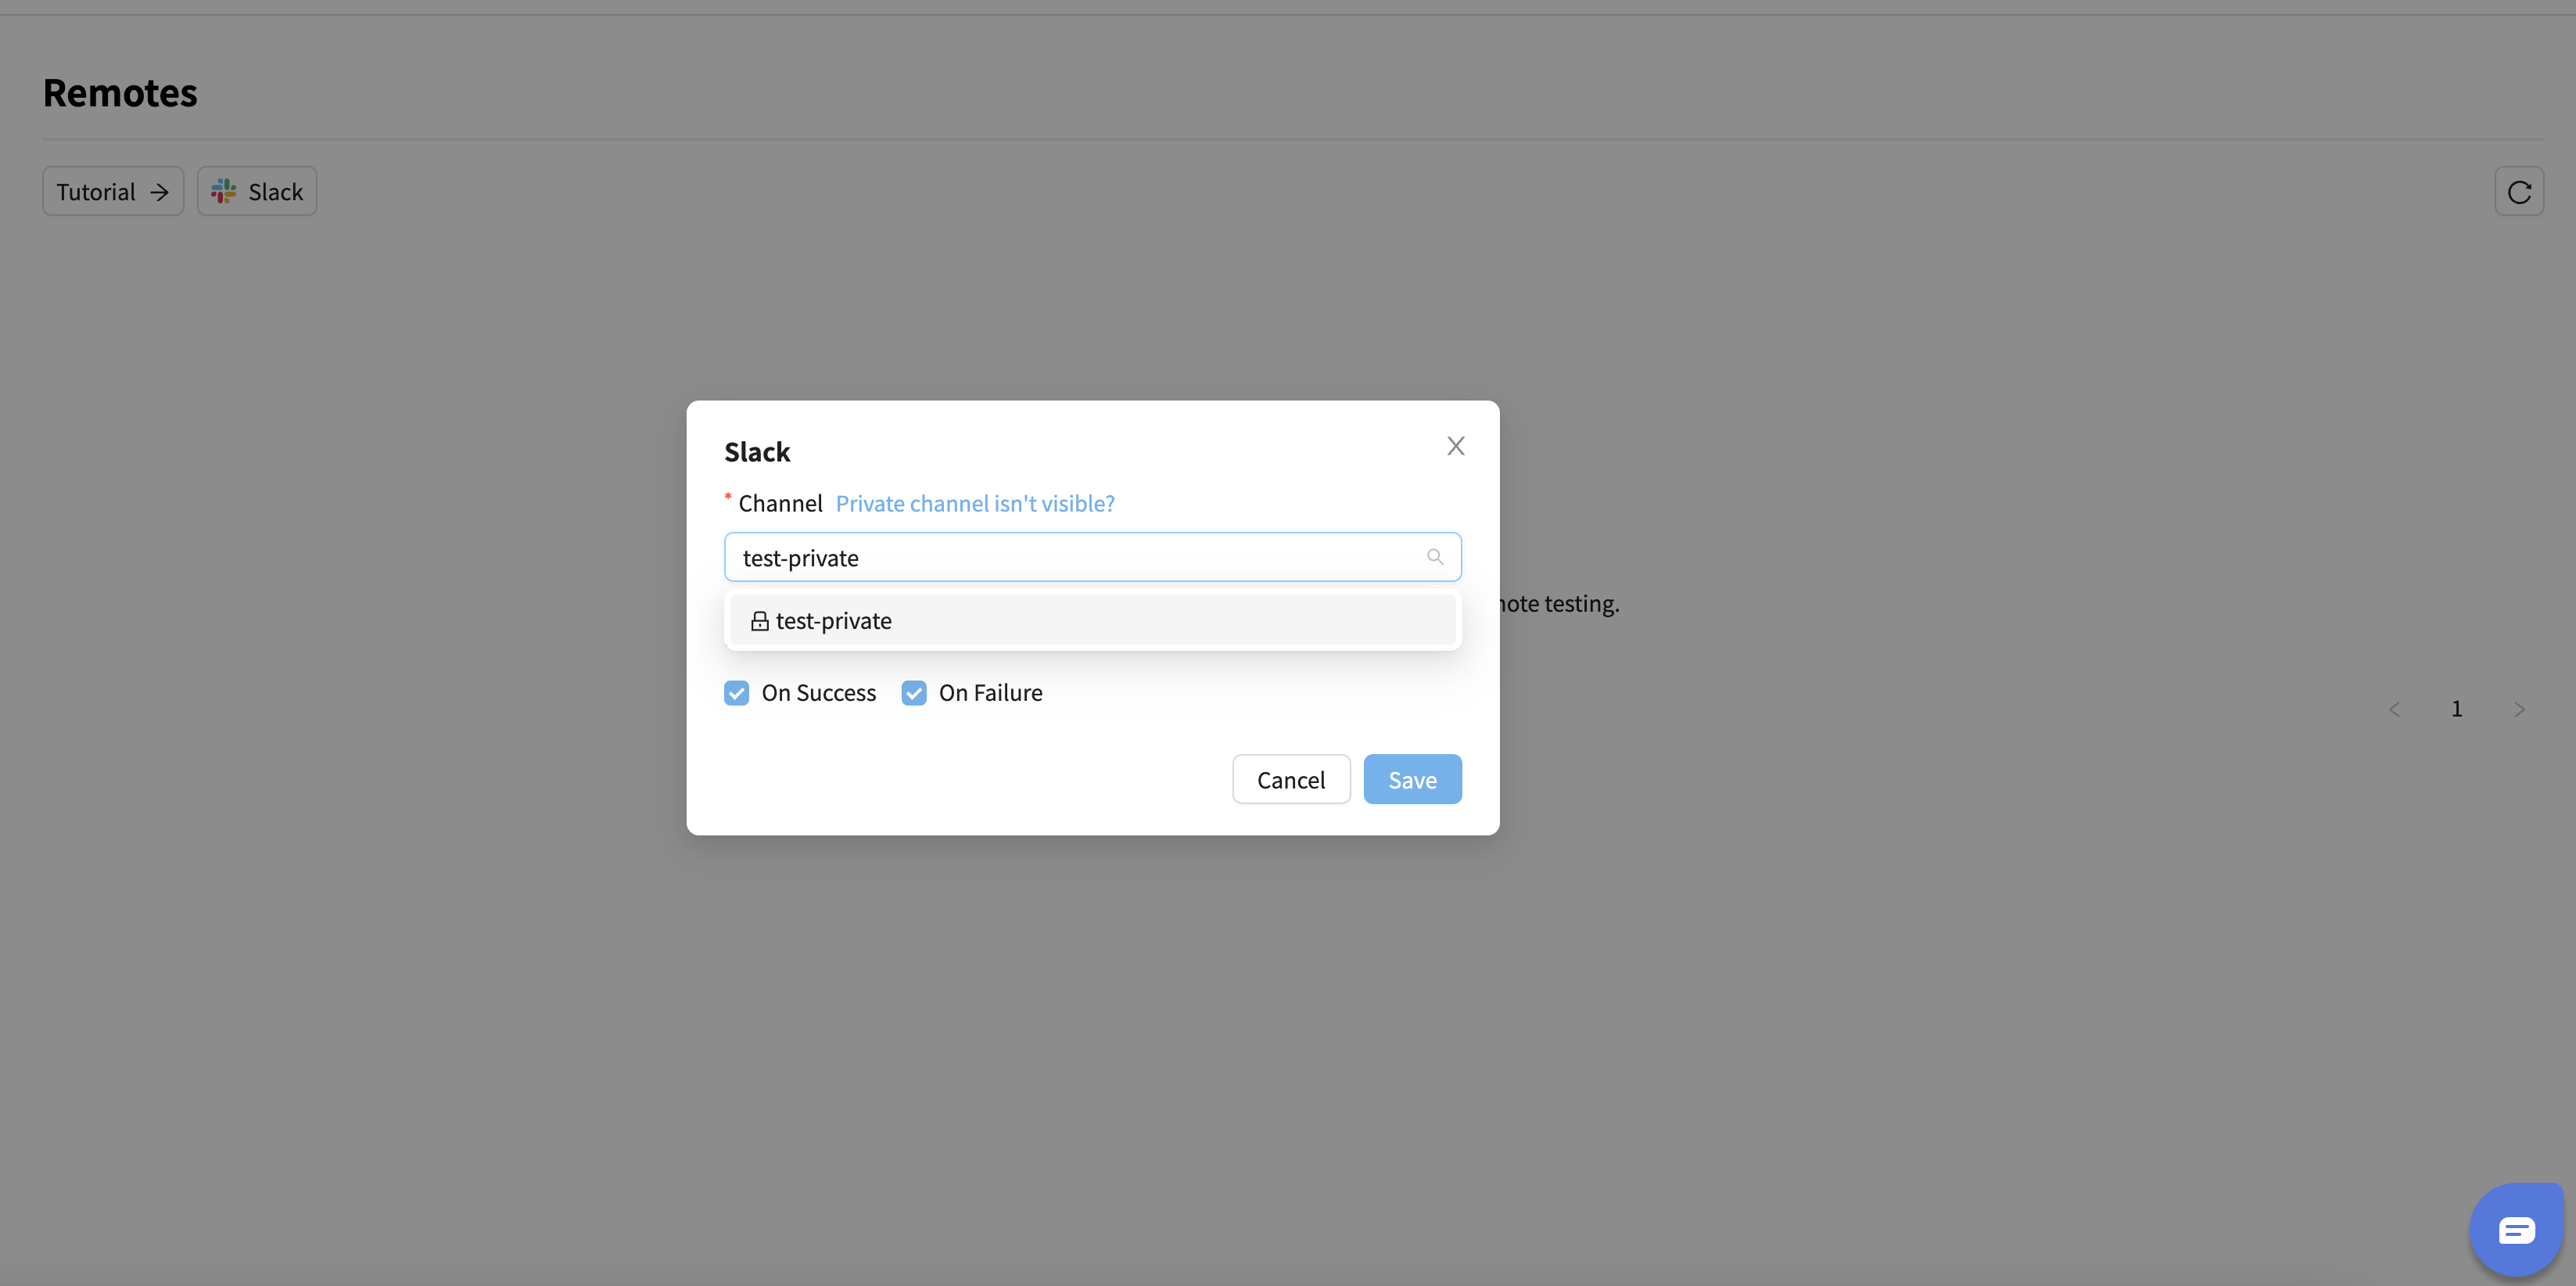 Remotes
Tutorial →
Slack
Slack
* Channel Private channel isn't visible?
test-private
test-private
note testing.
On Success On Failure
1
Cancel Save